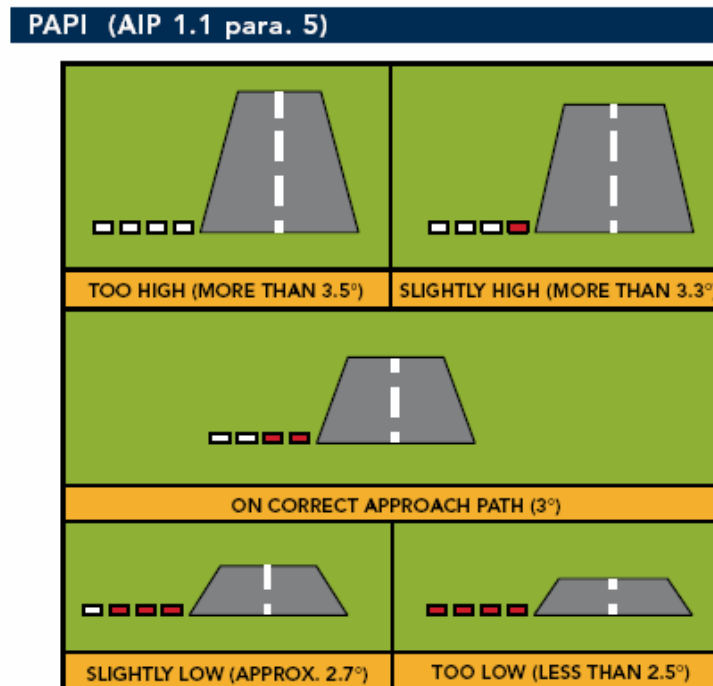 PAPI (AIP 1.1 para. 5)
TOO HIGH (MORE THAN 3.5°)
SLIGHTLY HIGH (MORE THAN 3.3°)
ON CORRECT APPROACH PATH (3°)
SLIGHTLY LOW (APPROX. 2.7°)
TOO LOW (LESS THAN 2.5°)